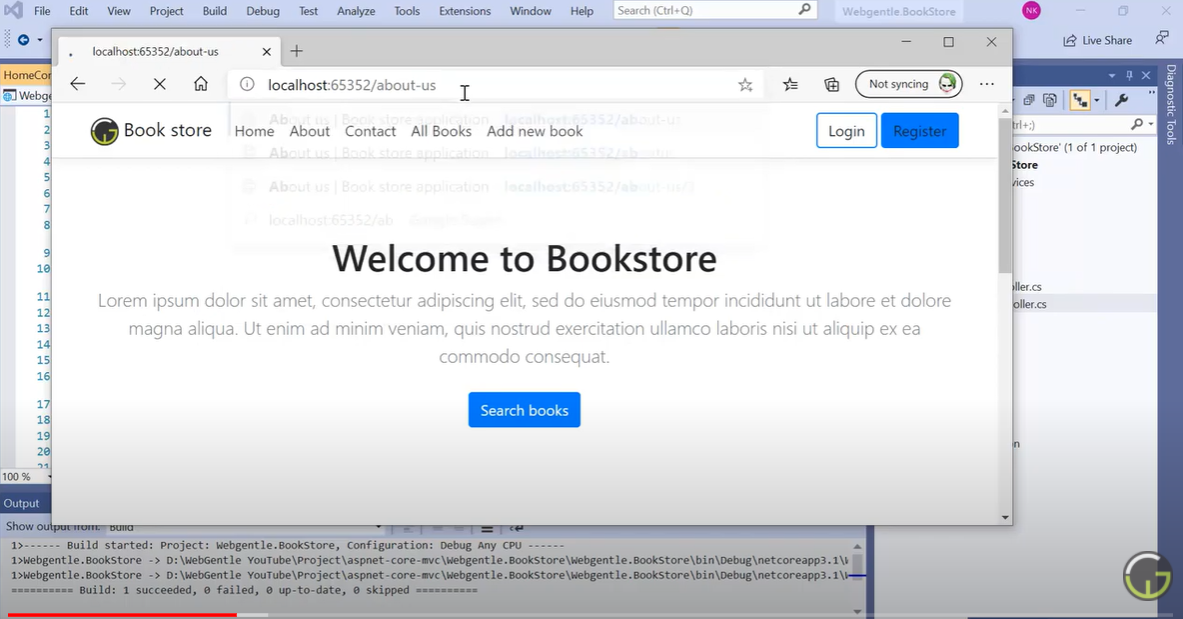 File Edit View Project Build Debug Test Analyze Tools Extensions Window Help Search (Ctrl+Q) Webgentle.BookStore NK
Live Share
localhost:65352/about-us
HomeCon
localhost:65352/about-us Not syncing
Webge
Diagnostic Tools
Book store Home About Contact All Books Add new book Login Register
About us | Book store application localhost:65352/about-us
About us | Book store application
About us | Book store application localhost:65352/about-us/
localhost:65352/ab
trl+;)
ookStore' (1 of 1 project)
Store
vices
Welcome to Bookstore
Lorem ipsum dolor sit amet, consectetur adipiscing elit, sed do eiusmod tempor incididunt ut labore et dolore
magna aliqua. Ut enim ad minim veniam, quis nostrud exercitation ullamco laboris nisi ut aliquip ex ea
commodo consequat.
oller.cs
oller.cs
Search books
on
1
2
3
4
5
6
7
8
9
10
11
12
13
14
15
16
17
18
19
20
21
100 %
Output
Show output from: Build
1>------ Build started: Project: Webgentle.BookStore, Configuration: Debug Any CPU ------
1>Webgentle.BookStore -> D:\WebGentle YouTube\Project\aspnet-core-mvc\Webgentle.BookStore\Webgentle.BookStore\bin\Debug\netcoreapp3.1\W
1>Webgentle.BookStore -> D:\WebGentle YouTube\Project\aspnet-core-mvc\Webgentle.BookStore\Webgentle.BookStore\bin\Debug\netcoreapp3.1\W
========== Build: 1 succeeded, 0 failed, 0 up-to-date, 0 skipped ==========